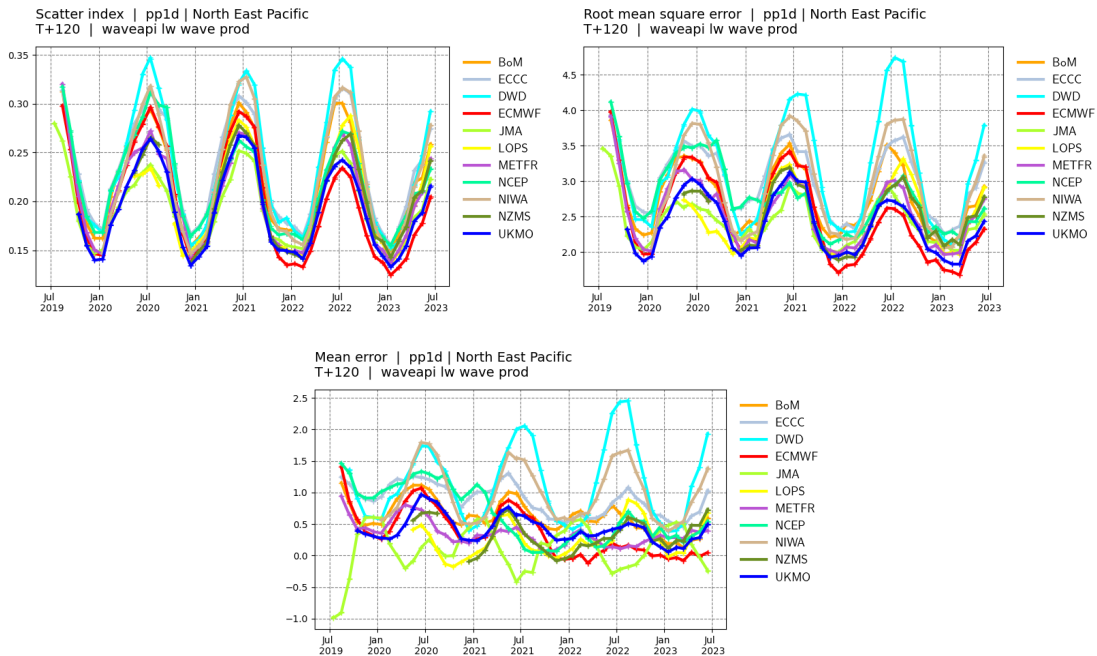 Scatter index | pp1d | North East Pacific
T+120 | waveapi lw wave prod
0.35
0.30
0.25
0.20
0.15
Jul
2019
Jan
2020
Jul
2020
Jan
2021
Jul
2021
Jan
2022
Jul
2022
Jan
2023
Jul
2023
BoM
ECCC
DWD
ECMWF
JMA
LOPS
METFR
NCEP
NIWA
NZMS
UKMO
Root mean square error | pp1d | North East Pacific
T+120 | waveapi lw wave prod
4.5
4.0
3.5
3.0
2.5
2.0
Jul
2019
Jan
2020
Jul
2020
Jan
2021
Jul
2021
Jan
2022
Jul
2022
Jan
2023
Jul
2023
BoM
ECCC
DWD
ECMWF
JMA
LOPS
METFR
NCEP
NIWA
NZMS
UKMO
Mean error | pp1d | North East Pacific
T+120 | waveapi lw wave prod
2.5
2.0
1.5
1.0
0.5
0.0
−0.5
−1.0
Jul
2019
Jan
2020
Jul
2020
Jan
2021
Jul
2021
Jan
2022
Jul
2022
Jan
2023
Jul
2023
BoM
ECCC
DWD
ECMWF
JMA
LOPS
METFR
NCEP
NIWA
NZMS
UKMO